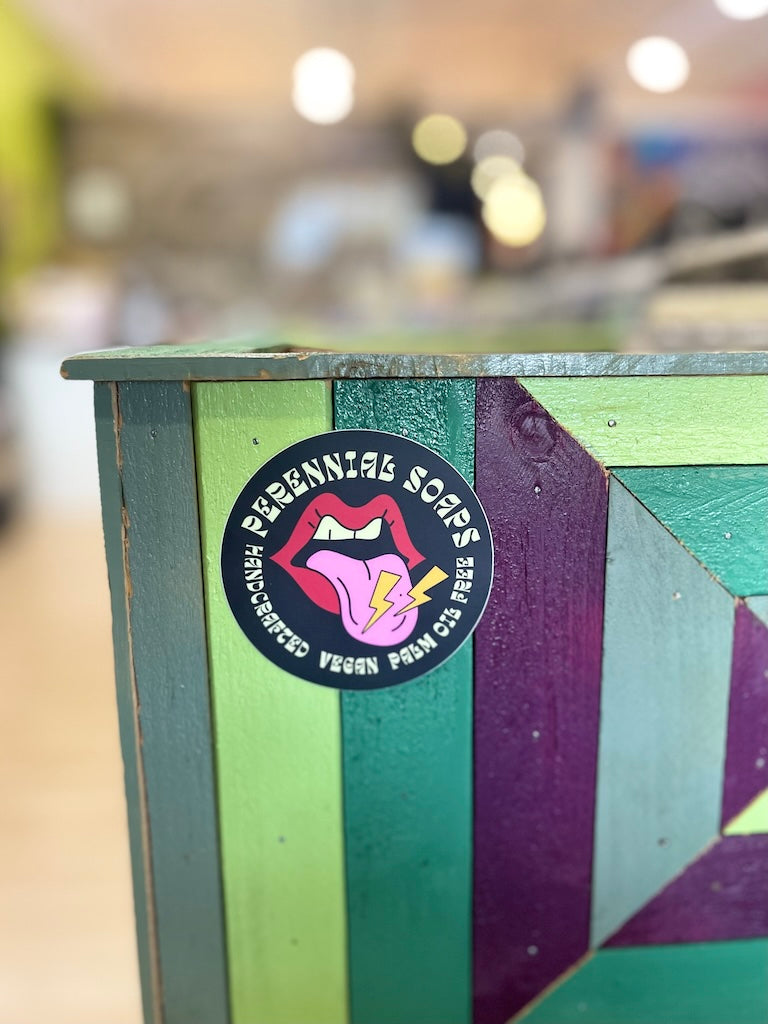 PERENNIAL SOAPS
HANDCRAFTED VEGAN PALM OIL FREE